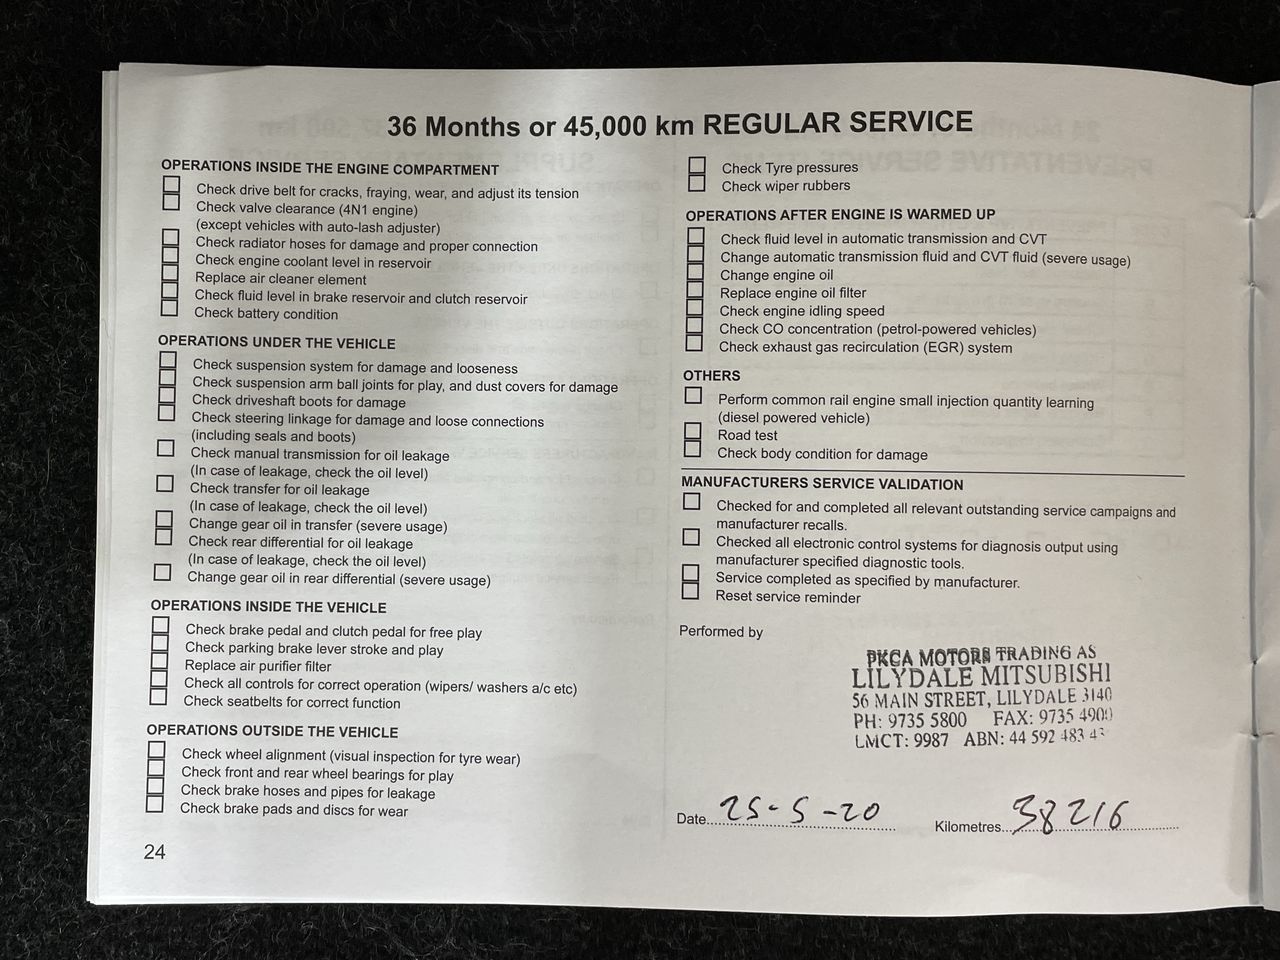 36 Months or 45,000 km REGULAR SERVICE
OPERATIONS INSIDE THE ENGINE COMPARTMENT
Check drive belt for cracks, fraying, wear, and adjust its tension
Check valve clearance (4N1 engine)
(except vehicles with auto-lash adjuster)
Check radiator hoses for damage and proper connection
Check engine coolant level in reservoir
Replace air cleaner element
Check fluid level in brake reservoir and clutch reservoir
Check battery condition
OPERATIONS UNDER THE VEHICLE
Check suspension system for damage and looseness
Check suspension arm ball joints for play, and dust covers for damage
Check driveshaft boots for damage
Check steering linkage for damage and loose connections
(including seals and boots)
Check manual transmission for oil leakage
(In case of leakage, check the oil level)
Check transfer for oil leakage
(In case of leakage, check the oil level)
Change gear oil in transfer (severe usage)
Check rear differential for oil leakage
(In case of leakage, check the oil level)
Change gear oil in rear differential (severe usage)
OPERATIONS INSIDE THE VEHICLE
Check brake pedal and clutch pedal for free play
Check parking brake lever stroke and play
Replace air purifier filter
Check all controls for correct operation (wipers/ washers a/c etc)
Check seatbelts for correct function
OPERATIONS OUTSIDE THE VEHICLE
Check wheel alignment (visual inspection for tyre wear)
Check front and rear wheel bearings for play
Check brake hoses and pipes for leakage
Check brake pads and discs for wear
24
Check Tyre pressures
Check wiper rubbers
OPERATIONS AFTER ENGINE IS WARMED UP
Check fluid level in automatic transmission and CVT
Change automatic transmission fluid and CVT fluid (severe usage)
Change engine oil
Replace engine oil filter
Check engine idling speed
Check CO concentration (petrol-powered vehicles)
Check exhaust gas recirculation (EGR) system
OTHERS
Perform common rail engine small injection quantity learning
(diesel powered vehicle)
Road test
Check body condition for damage
MANUFACTURERS SERVICE VALIDATION
Checked for and completed all relevant outstanding service campaigns and
manufacturer recalls.
Checked all electronic control systems for diagnosis output using
manufacturer specified diagnostic tools.
Service completed as specified by manufacturer.
Reset service reminder
Performed by
PKCA MOTORS TRADING AS
LILYDALE MITSUBISHI
56 MAIN STREET, LILYDALE 3140
PH: 9735 5800 FAX: 9735 4900
LMCT: 9987 ABN: 44 592 483
Date 25-5-20 Kilometres 38216